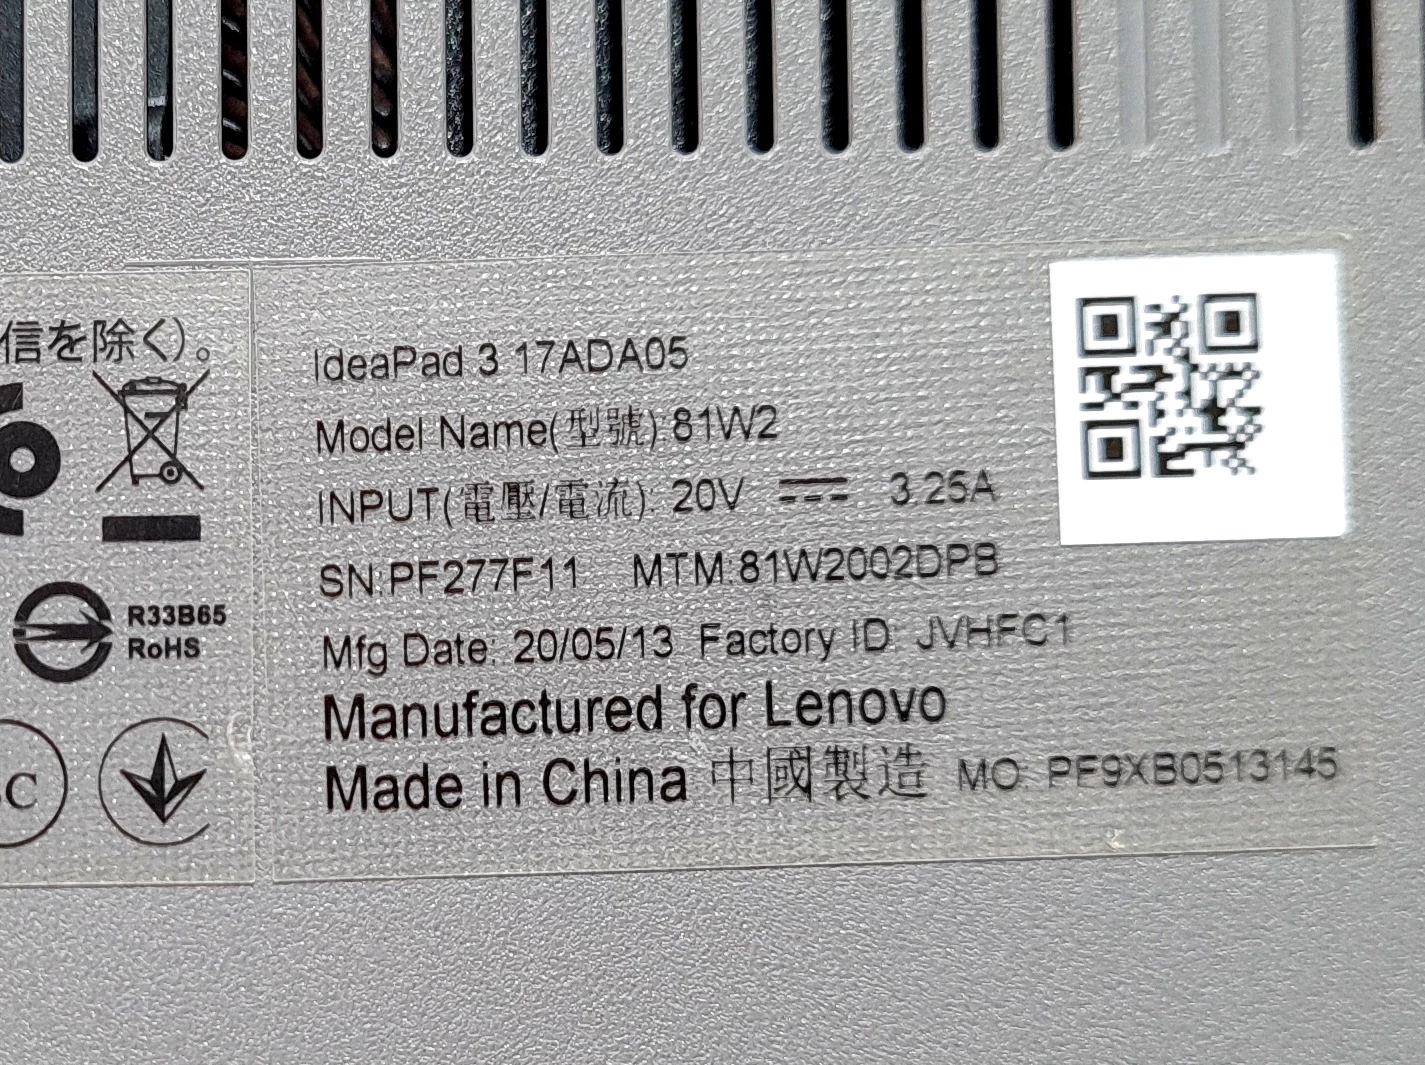 信を除く)。
IdeaPad 3 17ADA05
Model Name(型號):81W2
INPUT(電壓/電流): 20V ⎓ 3.25A
SN:PF277F11 MTM:81W2002DPB
R33B65
RoHS
Mfg Date: 20/05/13 Factory ID: JVHFC1
Manufactured for Lenovo
Made in China 中國製造 MO: PF9XB0513145
C